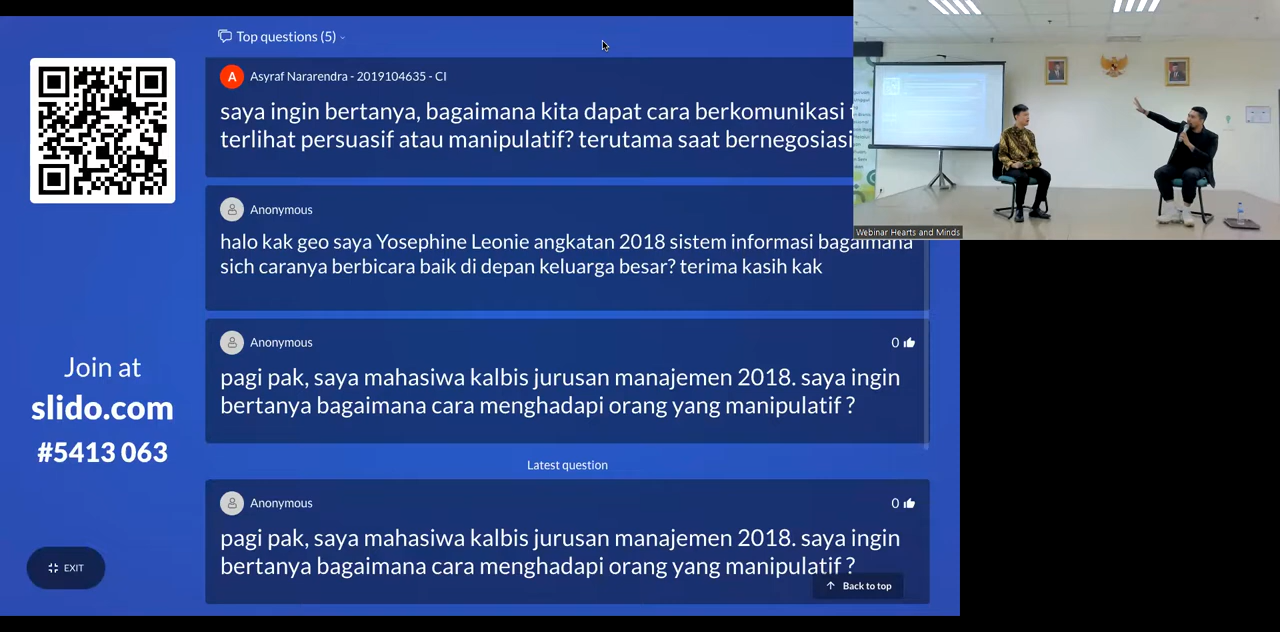 Top questions (5)
A
Asyraf Nararendra - 2019104635 - CI
saya ingin bertanya, bagaimana kita dapat cara berkomunikasi
terlihat persuasif atau manipulatif? terutama saat bernegosiasi
Anonymous
halo kak geo saya Yosephine Leonie angkatan 2018 sistem informasi bagaimana
sich caranya berbicara baik di depan keluarga besar? terima kasih kak
Anonymous
0
pagi pak, saya mahasiwa kalbis jurusan manajemen 2018. saya ingin
bertanya bagaimana cara menghadapi orang yang manipulatif ?
Latest question
Anonymous
0
pagi pak, saya mahasiwa kalbis jurusan manajemen 2018. saya ingin
bertanya bagaimana cara menghadapi orang yang manipulatif ?
Back to top
Join at
slido.com
#5413 063
EXIT
Webinar Hearts and Minds